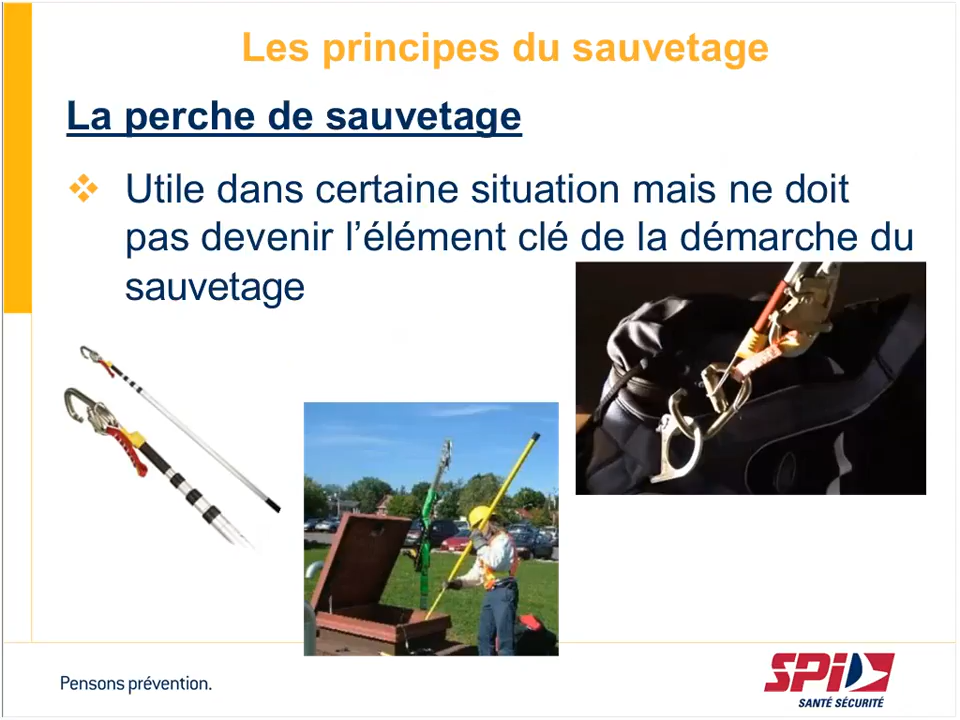 Les principes du sauvetage
La perche de sauvetage
Utile dans certaine situation mais ne doit
pas devenir l’élément clé de la démarche du
sauvetage
Pensons prévention.
SPI
SANTÉ SÉCURITÉ